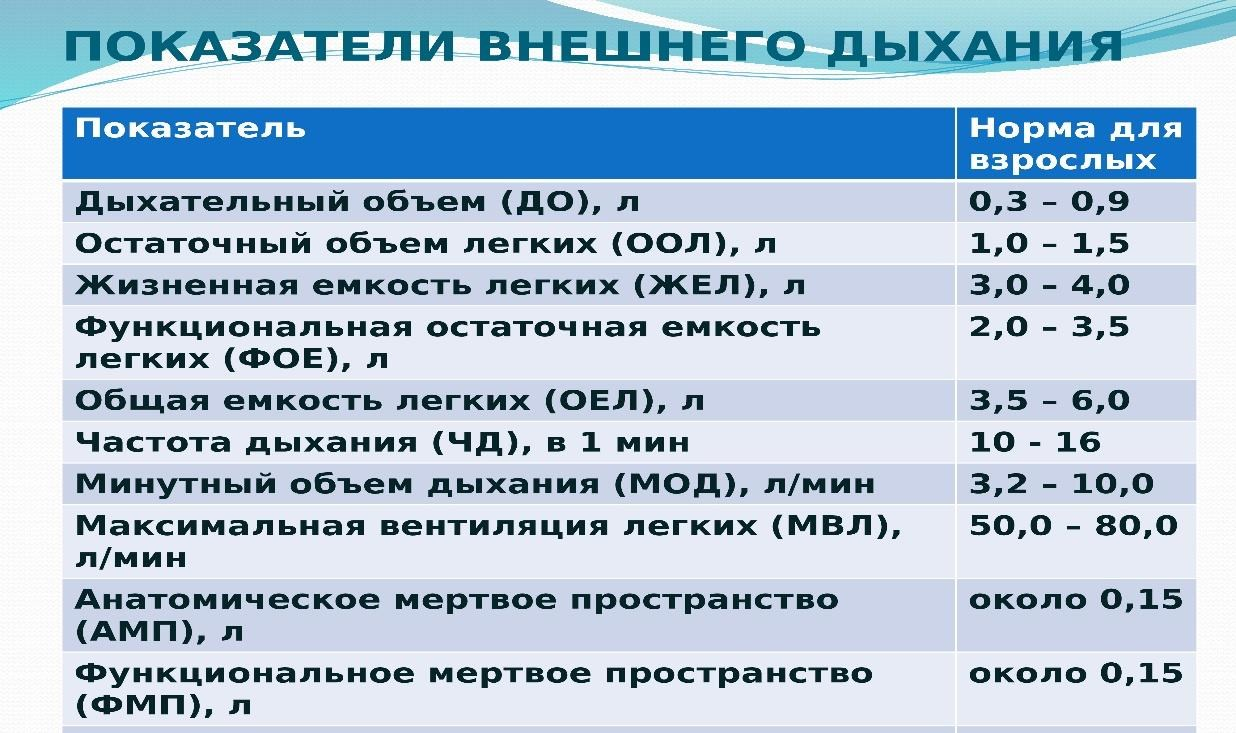 ПОКАЗАТЕЛИ ВНЕШНЕГО ДЫХАНИЯ
Показатель
Норма для
взрослых
Дыхательный объем (ДО), л
0,3 – 0,9
Остаточный объем легких (ООЛ), л
1,0 – 1,5
Жизненная емкость легких (ЖЕЛ), л
3,0 – 4,0
Функциональная остаточная емкость
легких (ФОЕ), л
2,0 – 3,5
Общая емкость легких (ОЕЛ), л
3,5 – 6,0
Частота дыхания (ЧД), в 1 мин
10 - 16
Минутный объем дыхания (МОД), л/мин
3,2 – 10,0
Максимальная вентиляция легких (МВЛ),
л/мин
50,0 – 80,0
Анатомическое мертвое пространство
(АМП), л
около 0,15
Функциональное мертвое пространство
(ФМП), л
около 0,15